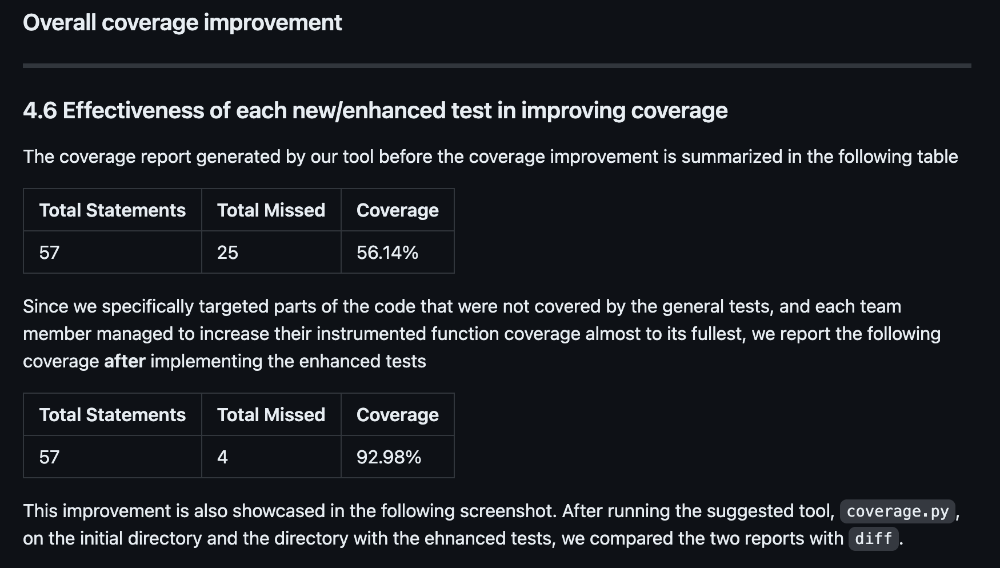 Overall coverage improvement
4.6 Effectiveness of each new/enhanced test in improving coverage
The coverage report generated by our tool before the coverage improvement is summarized in the following table
Total Statements Total Missed Coverage
57 25 56.14%
Since we specifically targeted parts of the code that were not covered by the general tests, and each team
member managed to increase their instrumented function coverage almost to its fullest, we report the following
coverage after implementing the enhanced tests
Total Statements Total Missed Coverage
57 4 92.98%
This improvement is also showcased in the following screenshot. After running the suggested tool, coverage.py,
on the initial directory and the directory with the ehnanced tests, we compared the two reports with diff.